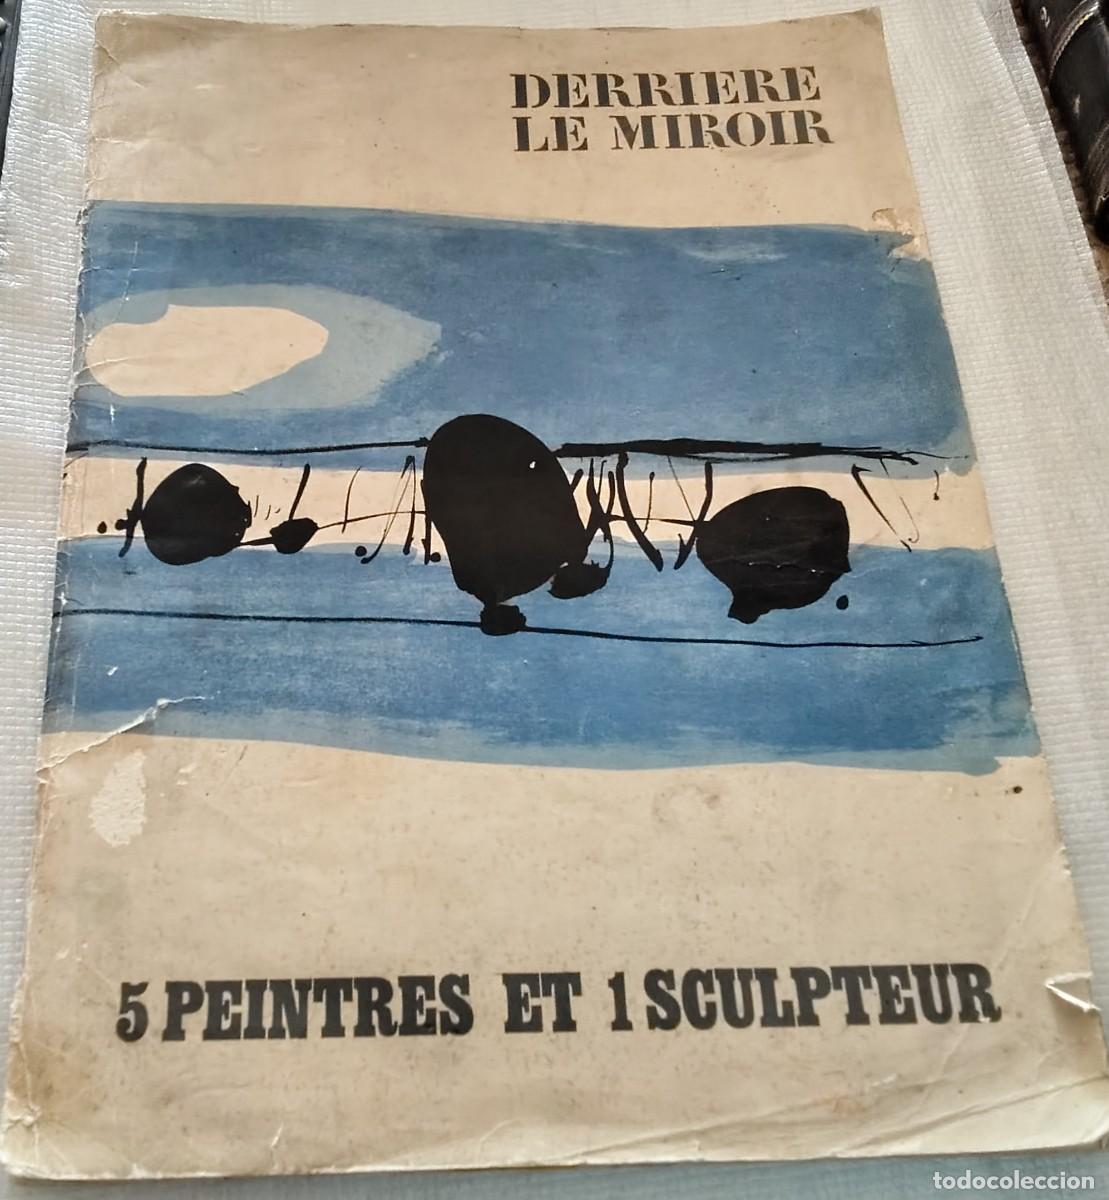 DERRIERE
LE MIROIR
5 PEINTRES ET 1 SCULPTEUR
todocoleccion